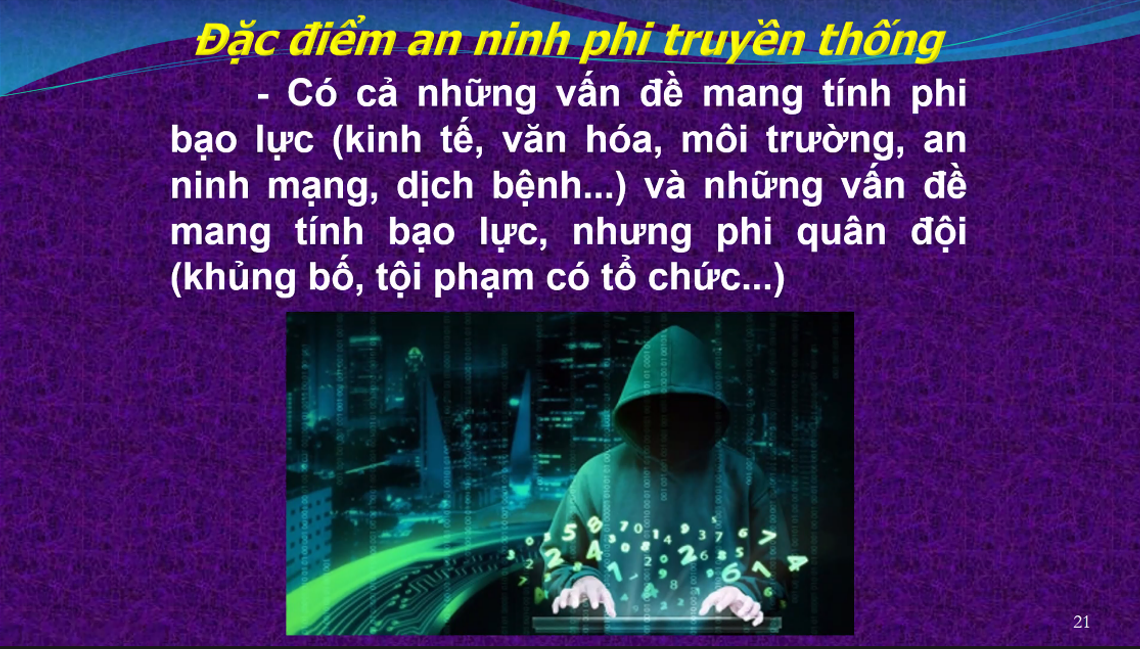 Đặc điểm an ninh phi truyền thống
- Có cả những vấn đề mang tính phi
bạo lực (kinh tế, văn hóa, môi trường, an
ninh mạng, dịch bệnh...) và những vấn đề
mang tính bạo lực, nhưng phi quân đội
(khủng bố, tội phạm có tổ chức...)
21